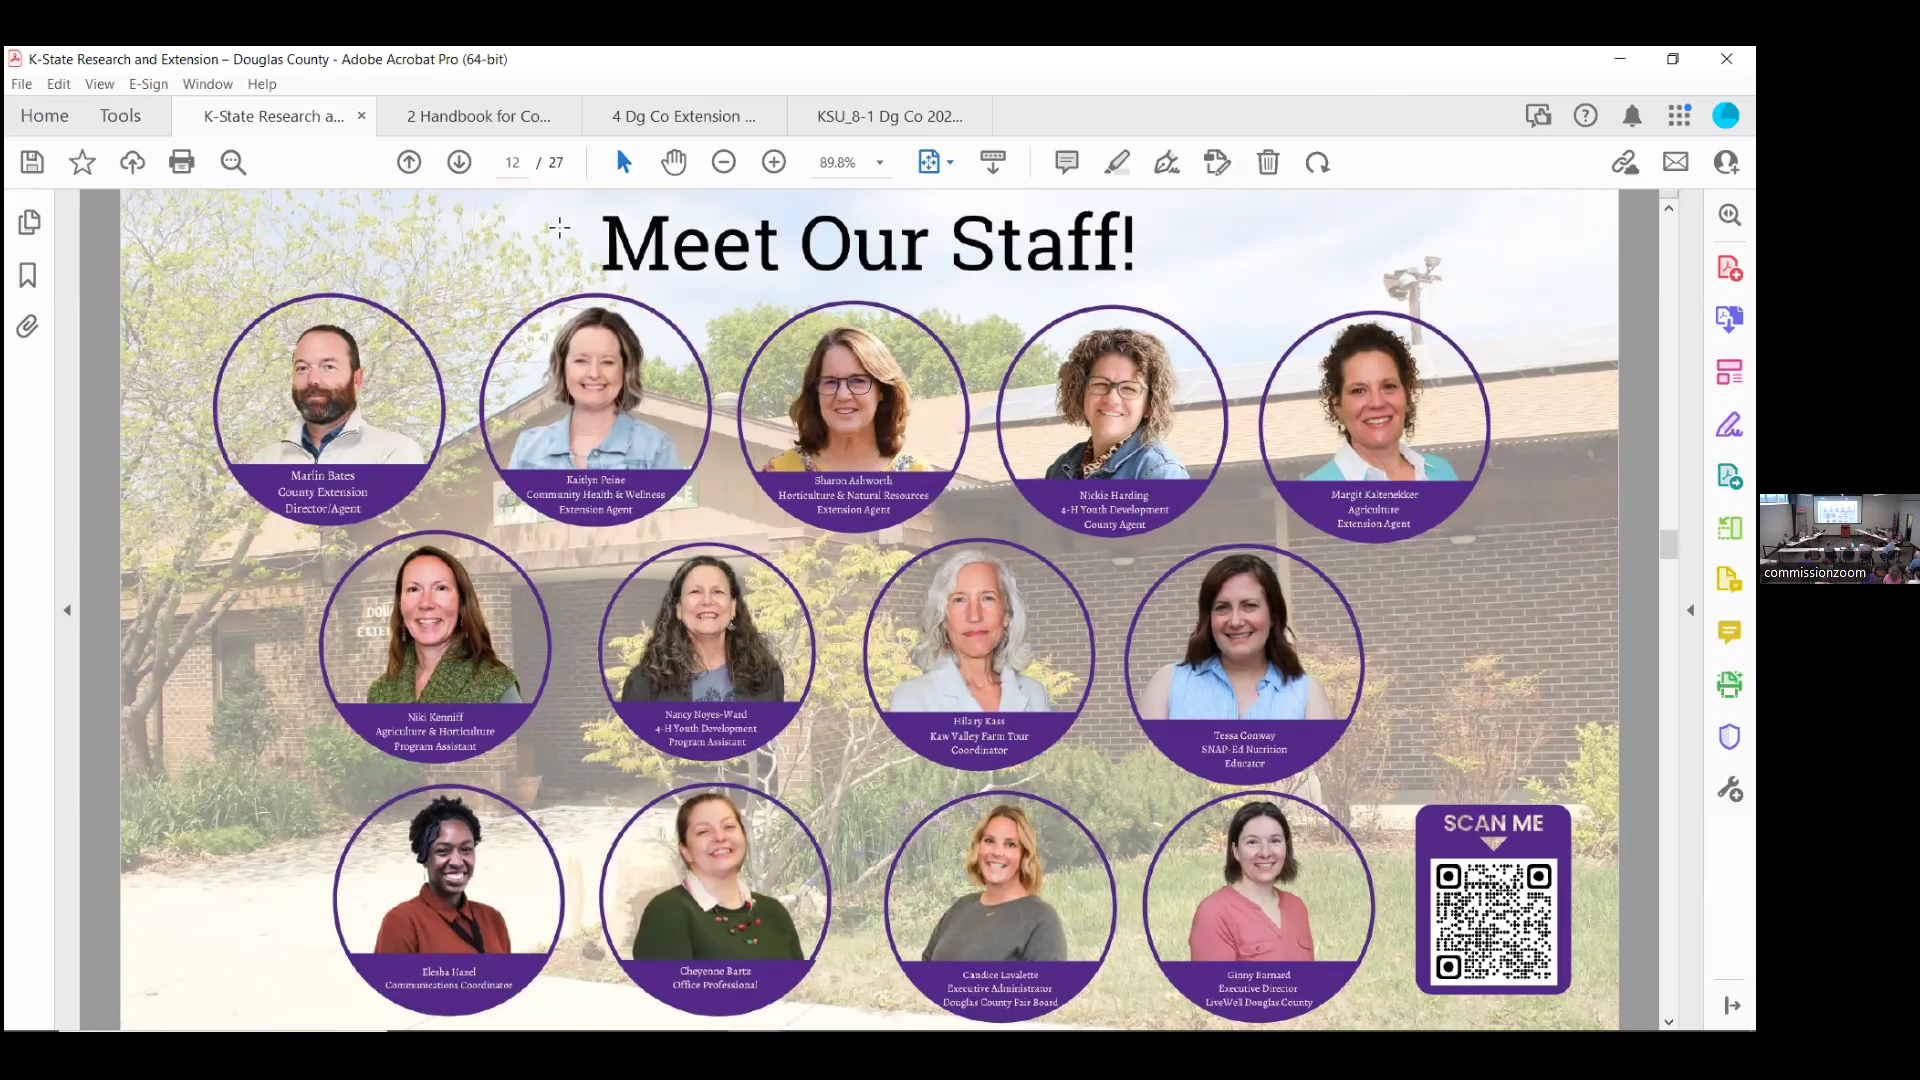 K-State Research and Extension – Douglas County - Adobe Acrobat Pro (64-bit)
File Edit View E-Sign Window Help
Home Tools K-State Research a... 2 Handbook for Co... 4 Dg Co Extension ... KSU_8-1 Dg Co 202...
12 / 27 89.8%
Meet Our Staff!
Marlin Bates
County Extension
Director/Agent
Kaitlyn Peine
Community Health & Wellness
Extension Agent
Sharon Ashworth
Horticulture & Natural Resources
Extension Agent
Nickie Harding
4-H Youth Development
County Agent
Margit Kaltenekker
Agriculture
Extension Agent
Niki Kenniff
Agriculture & Horticulture
Program Assistant
Nancy Noyes-Ward
4-H Youth Development
Program Assistant
Hilary Kass
Kaw Valley Farm Tour
Coordinator
Tessa Conway
SNAP-Ed Nutrition
Educator
Elesha Hazel
Communications Coordinator
Cheyenne Bartz
Office Professional
Candice Lavalette
Executive Administrator
Douglas County Fair Board
Ginny Barnard
Executive Director
LiveWell Douglas County
SCAN ME
commissionzoom